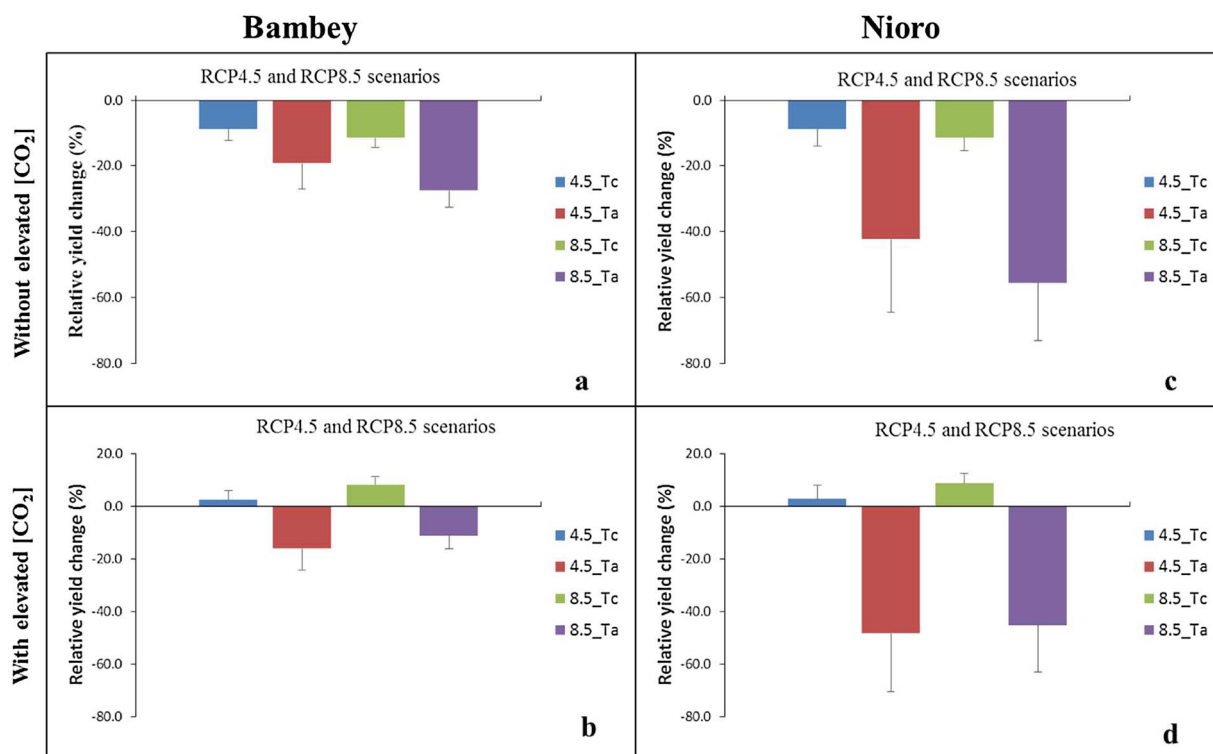 Bambey
Nioro
Without elevated [CO₂]
RCP4.5 and RCP8.5 scenarios
Relative yield change (%)
0.0
-20.0
-40.0
-60.0
-80.0
4.5_Tc
4.5_Ta
8.5_Tc
8.5_Ta
a
RCP4.5 and RCP8.5 scenarios
Relative yield change (%)
0.0
-20.0
-40.0
-60.0
-80.0
4.5_Tc
4.5_Ta
8.5_Tc
8.5_Ta
c
With elevated [CO₂]
RCP4.5 and RCP8.5 scenarios
Relative yield change (%)
20.0
0.0
-20.0
-40.0
-60.0
-80.0
4.5_Tc
4.5_Ta
8.5_Tc
8.5_Ta
b
RCP4.5 and RCP8.5 scenarios
Relative yield change (%)
20.0
0.0
-20.0
-40.0
-60.0
-80.0
4.5_Tc
4.5_Ta
8.5_Tc
8.5_Ta
d